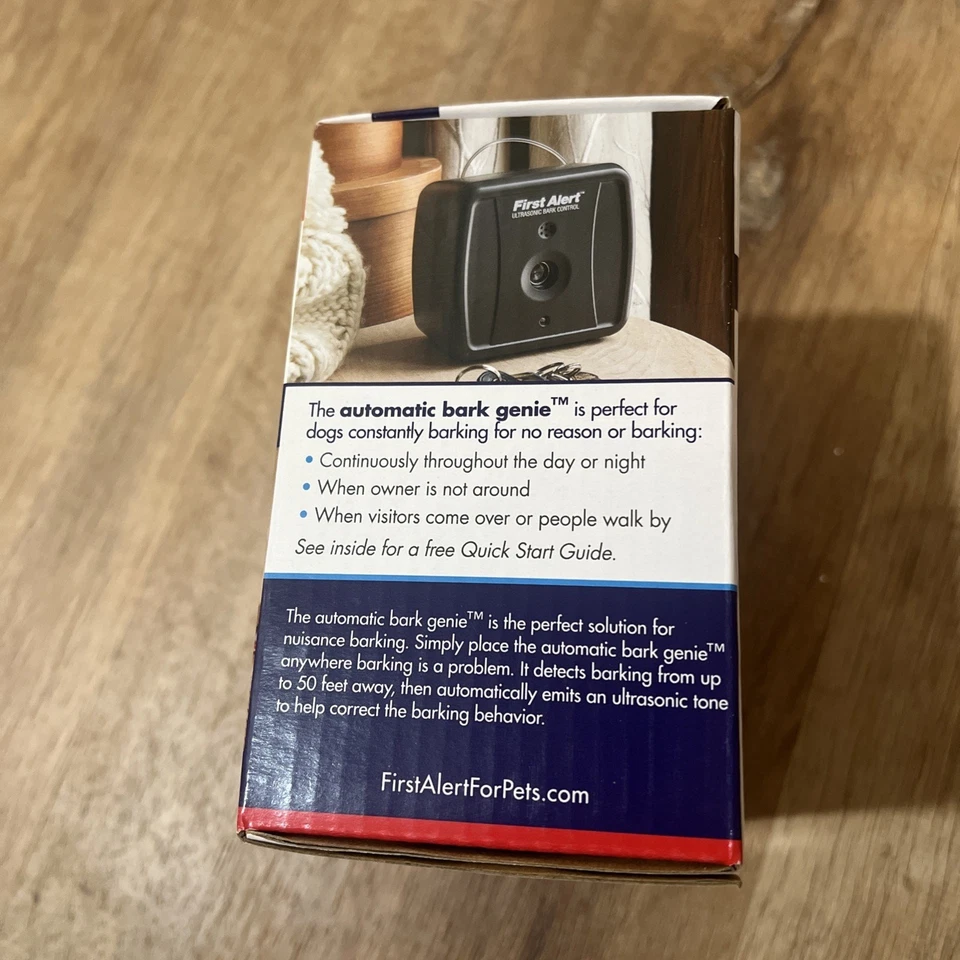 First Alert™
ULTRASONIC BARK CONTROL
The automatic bark genie™ is perfect for
dogs constantly barking for no reason or barking:
• Continuously throughout the day or night
• When owner is not around
• When visitors come over or people walk by
See inside for a free Quick Start Guide.
The automatic bark genie™ is the perfect solution for
nuisance barking. Simply place the automatic bark genie™
anywhere barking is a problem. It detects barking from up
to 50 feet away, then automatically emits an ultrasonic tone
to help correct the barking behavior.
FirstAlertForPets.com